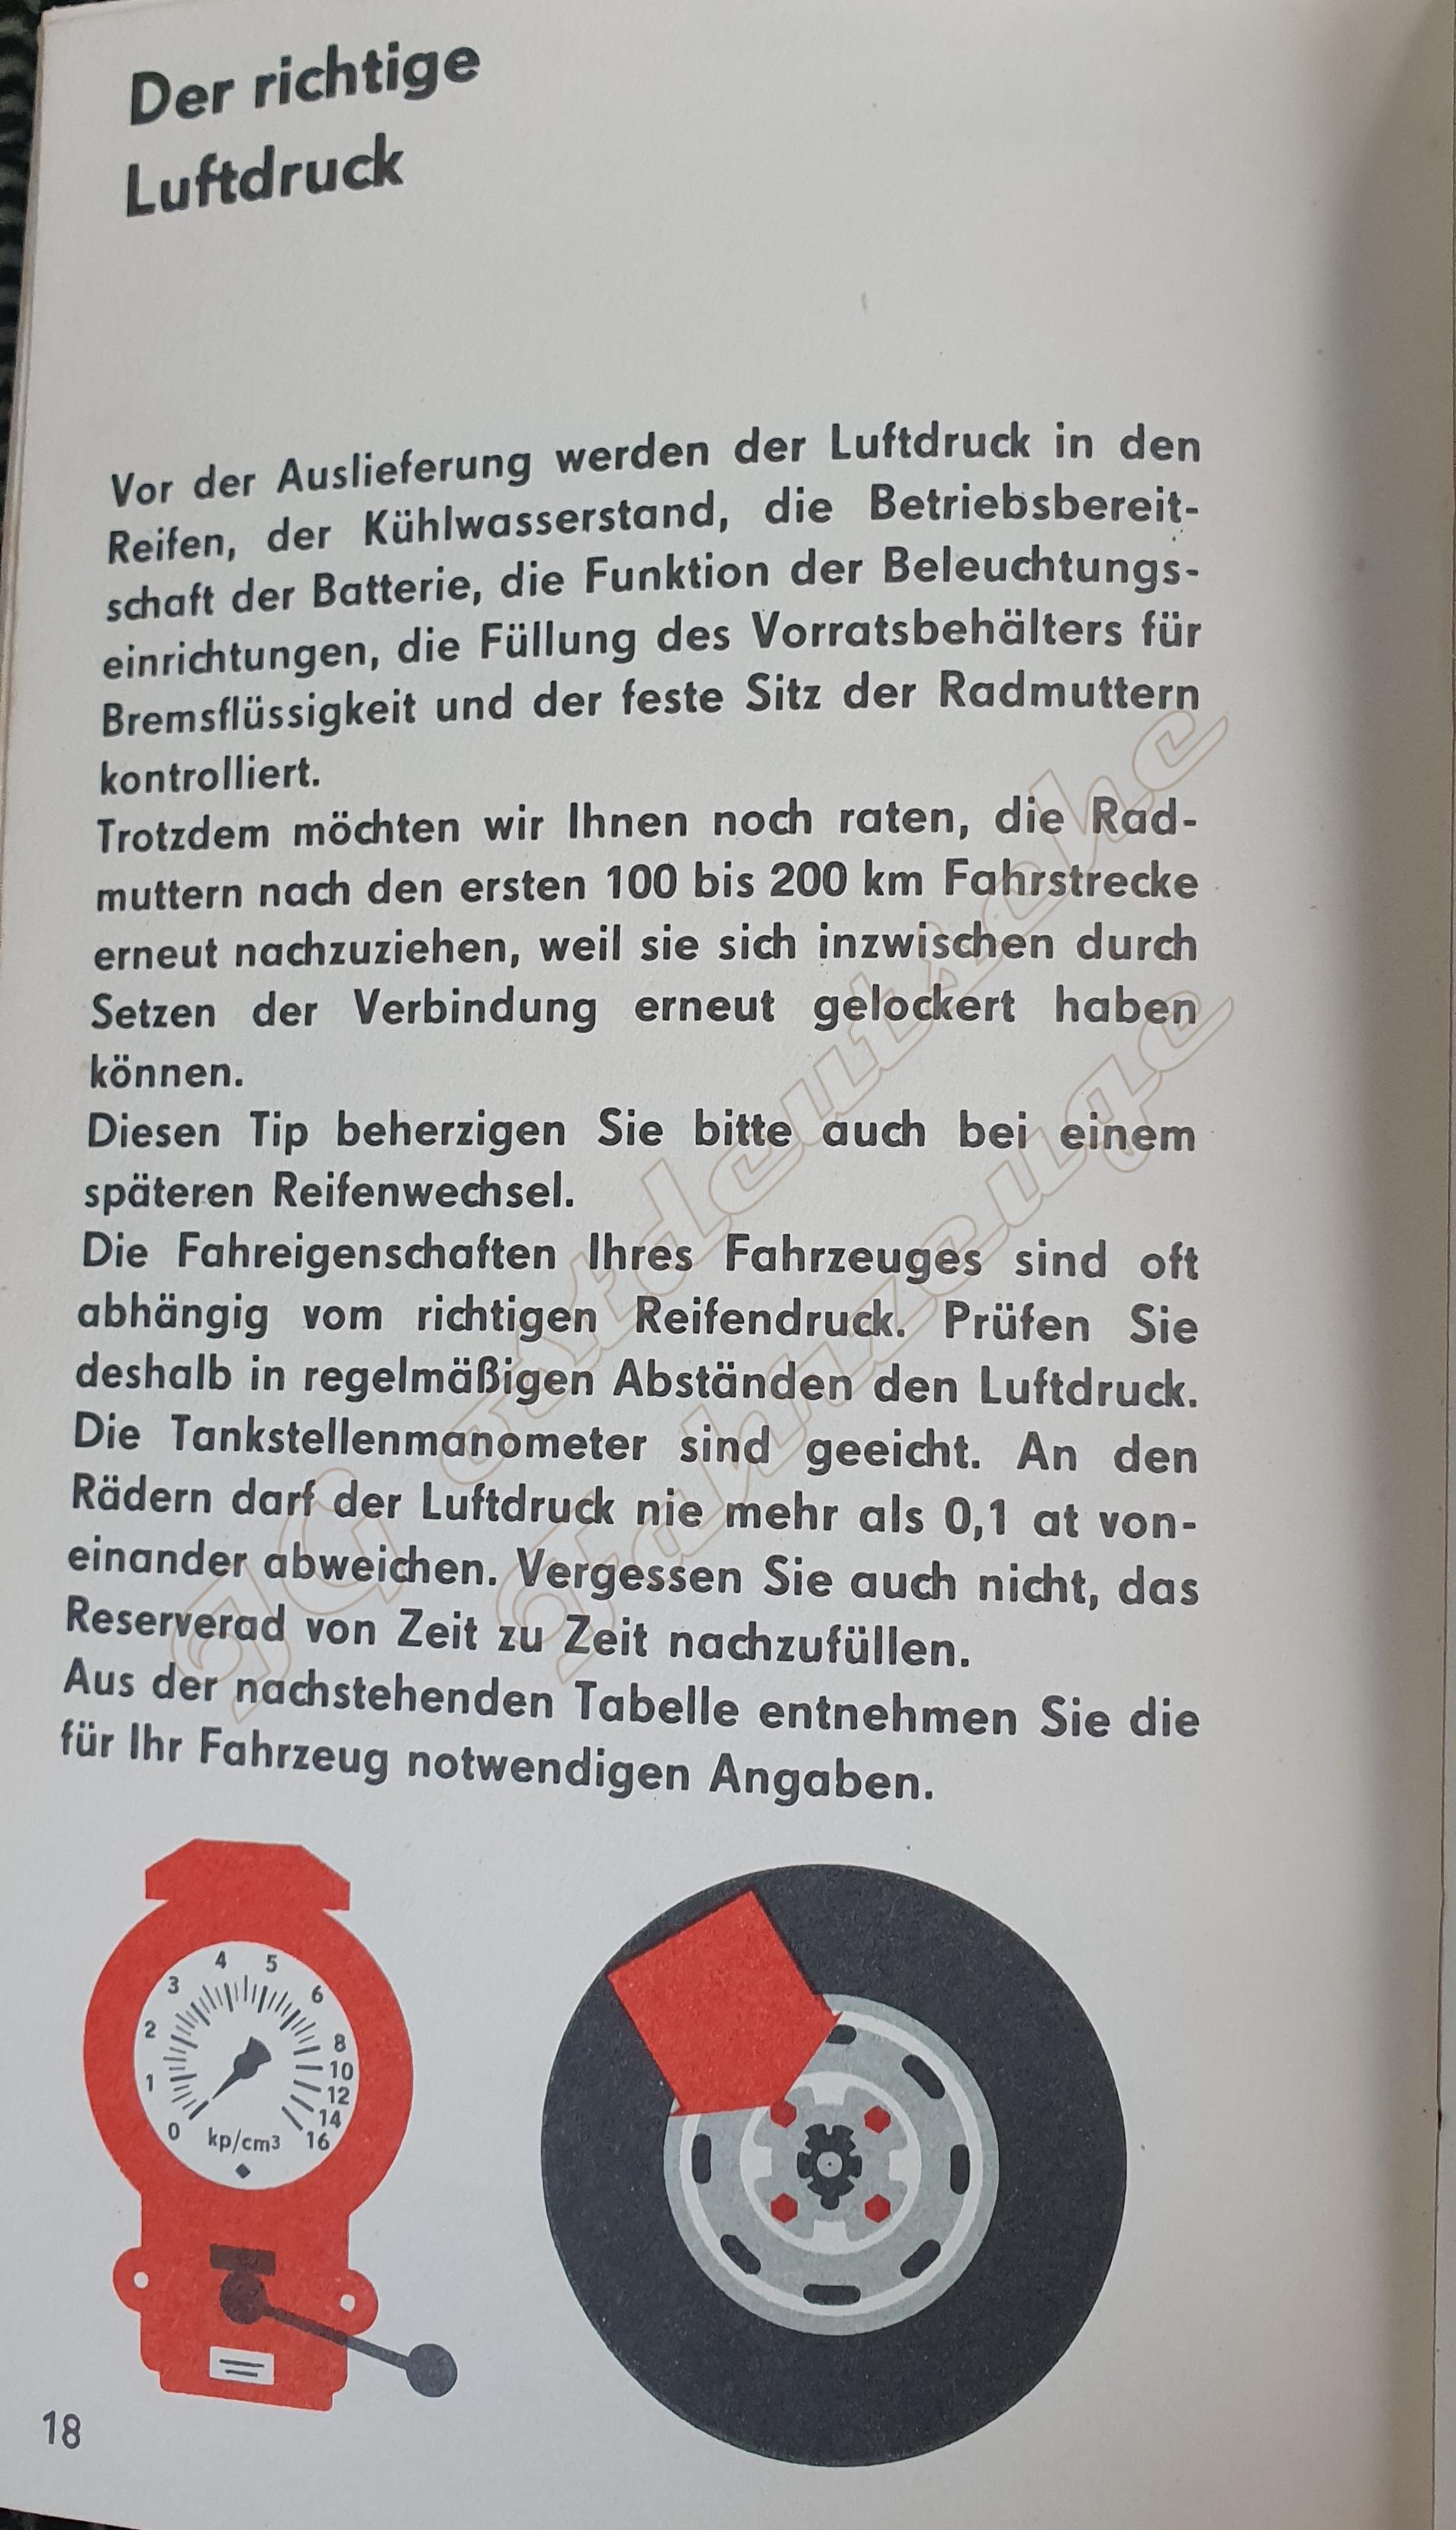 Der richtige
Luftdruck
Vor der Auslieferung werden der Luftdruck in den
Reifen, der Kühlwasserstand, die Betriebsbereit-
schaft der Batterie, die Funktion der Beleuchtungs-
einrichtungen, die Füllung des Vorratsbehälters für
Bremsflüssigkeit und der feste Sitz der Radmuttern
kontrolliert.
Trotzdem möchten wir Ihnen noch raten, die Rad-
muttern nach den ersten 100 bis 200 km Fahrstrecke
erneut nachzuziehen, weil sie sich inzwischen durch
Setzen der Verbindung erneut gelockert haben
können.
Diesen Tip beherzigen Sie bitte auch bei einem
späteren Reifenwechsel.
Die Fahreigenschaften Ihres Fahrzeuges sind oft
abhängig vom richtigen Reifendruck. Prüfen Sie
deshalb in regelmäßigen Abständen den Luftdruck.
Die Tankstellenmanometer sind geeicht. An den
Rädern darf der Luftdruck nie mehr als 0,1 at von-
einander abweichen. Vergessen Sie auch nicht, das
Reserverad von Zeit zu Zeit nachzufüllen.
Aus der nachstehenden Tabelle entnehmen Sie die
für Ihr Fahrzeug notwendigen Angaben.
0
1
2
3
4
5
6
8
10
12
14
16
kp/cm3
18
ostdeutsche
Fahrzeuge